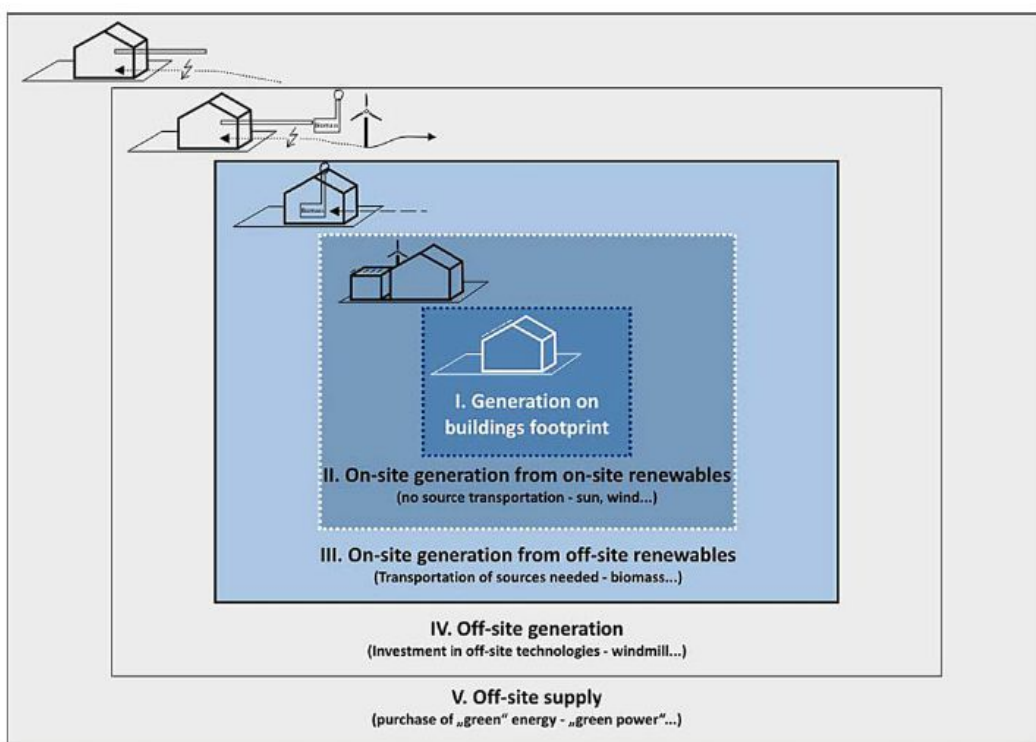 Biomass
Biomass
I. Generation on
buildings footprint
II. On-site generation from on-site renewables
(no source transportation - sun, wind...)
III. On-site generation from off-site renewables
(Transportation of sources needed - biomass...)
IV. Off-site generation
(Investment in off-site technologies - windmill...)
V. Off-site supply
(purchase of „green“ energy - „green power“...)